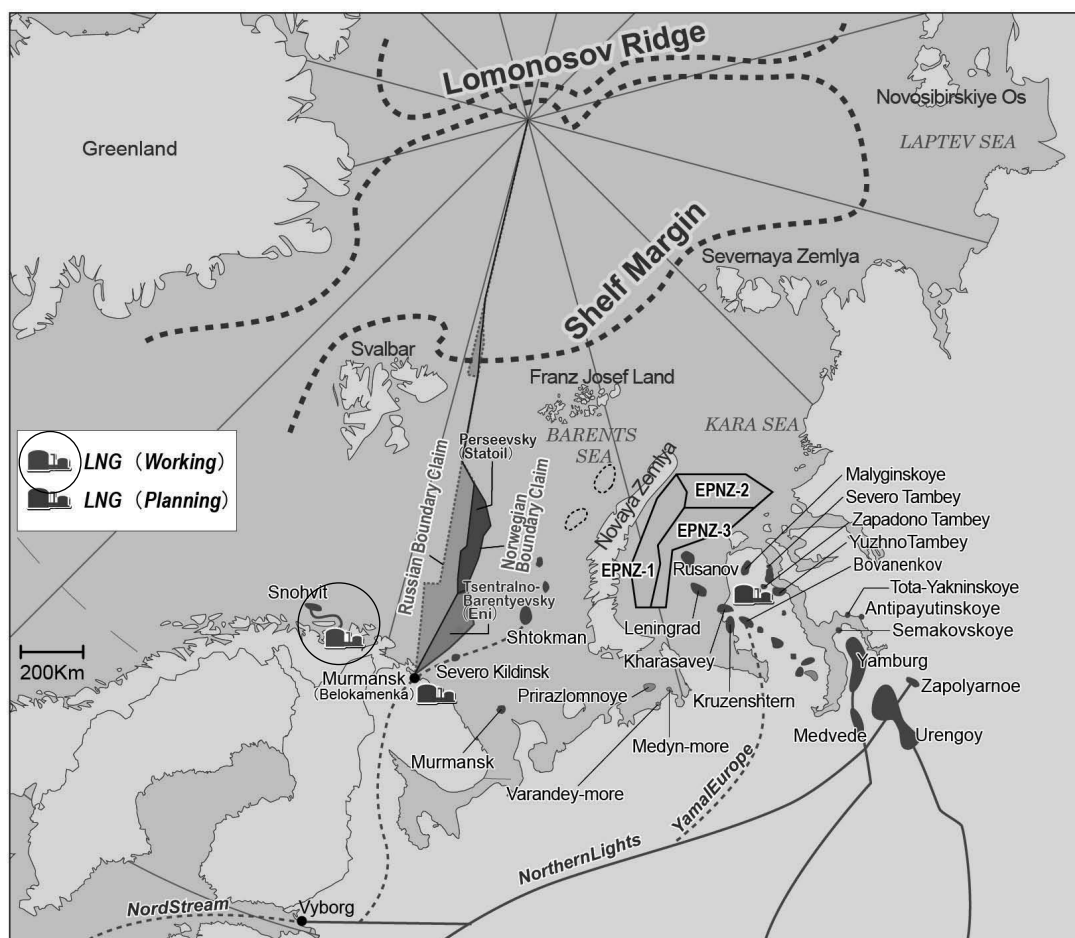 Lomonosov Ridge
Novosibirskiye Os
LAPTEV SEA
Greenland
Severnaya Zemlya
Shelf Margin
Svalbar
Franz Josef Land
KARA SEA
BARENTS
SEA
LNG (Working)
LNG (Planning)
Perseevsky
(Statoil)
Russian Boundary Claim
Norwegian
Boundary Claim
Novaya Zemlya
EPNZ-2
EPNZ-3
EPNZ-1
Malyginskoye
Severo Tambey
Zapadono Tambey
YuzhnoTambey
Bovanenkov
Rusanov
Tota-Yakninskoye
Antipayutinskoye
Semakovskoye
Snohvit
Tsentralno-
Barentyevsky
(Eni)
Shtokman
Leningrad
Kharasavey
200Km
Murmansk
(Belokamenka)
Severo Kildinsk
Prirazlomnoye
Kruzenshtern
Yamburg
Zapolyarnoe
Medvede
Urengoy
Murmansk
Medyn-more
Varandey-more
YamalEurope
NorthernLights
NordStream
Vyborg